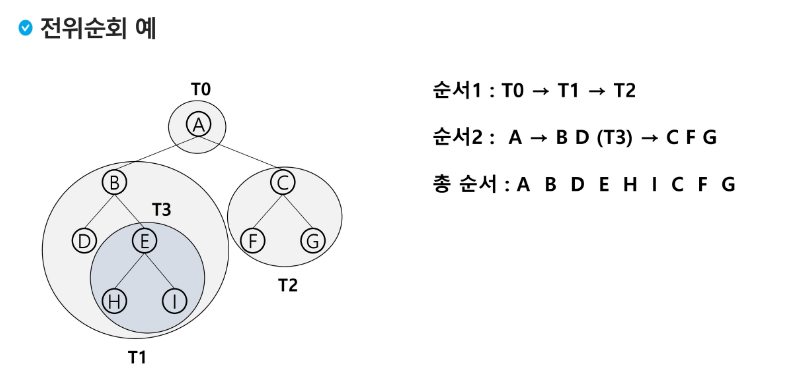 전위순회 예
T0
순서1 : T0 → T1 → T2
A
순서2 : A → B D (T3) → C F G
B
C
총 순서 : A B D E H I C F G
T3
D
E
F
G
T2
H
I
T1